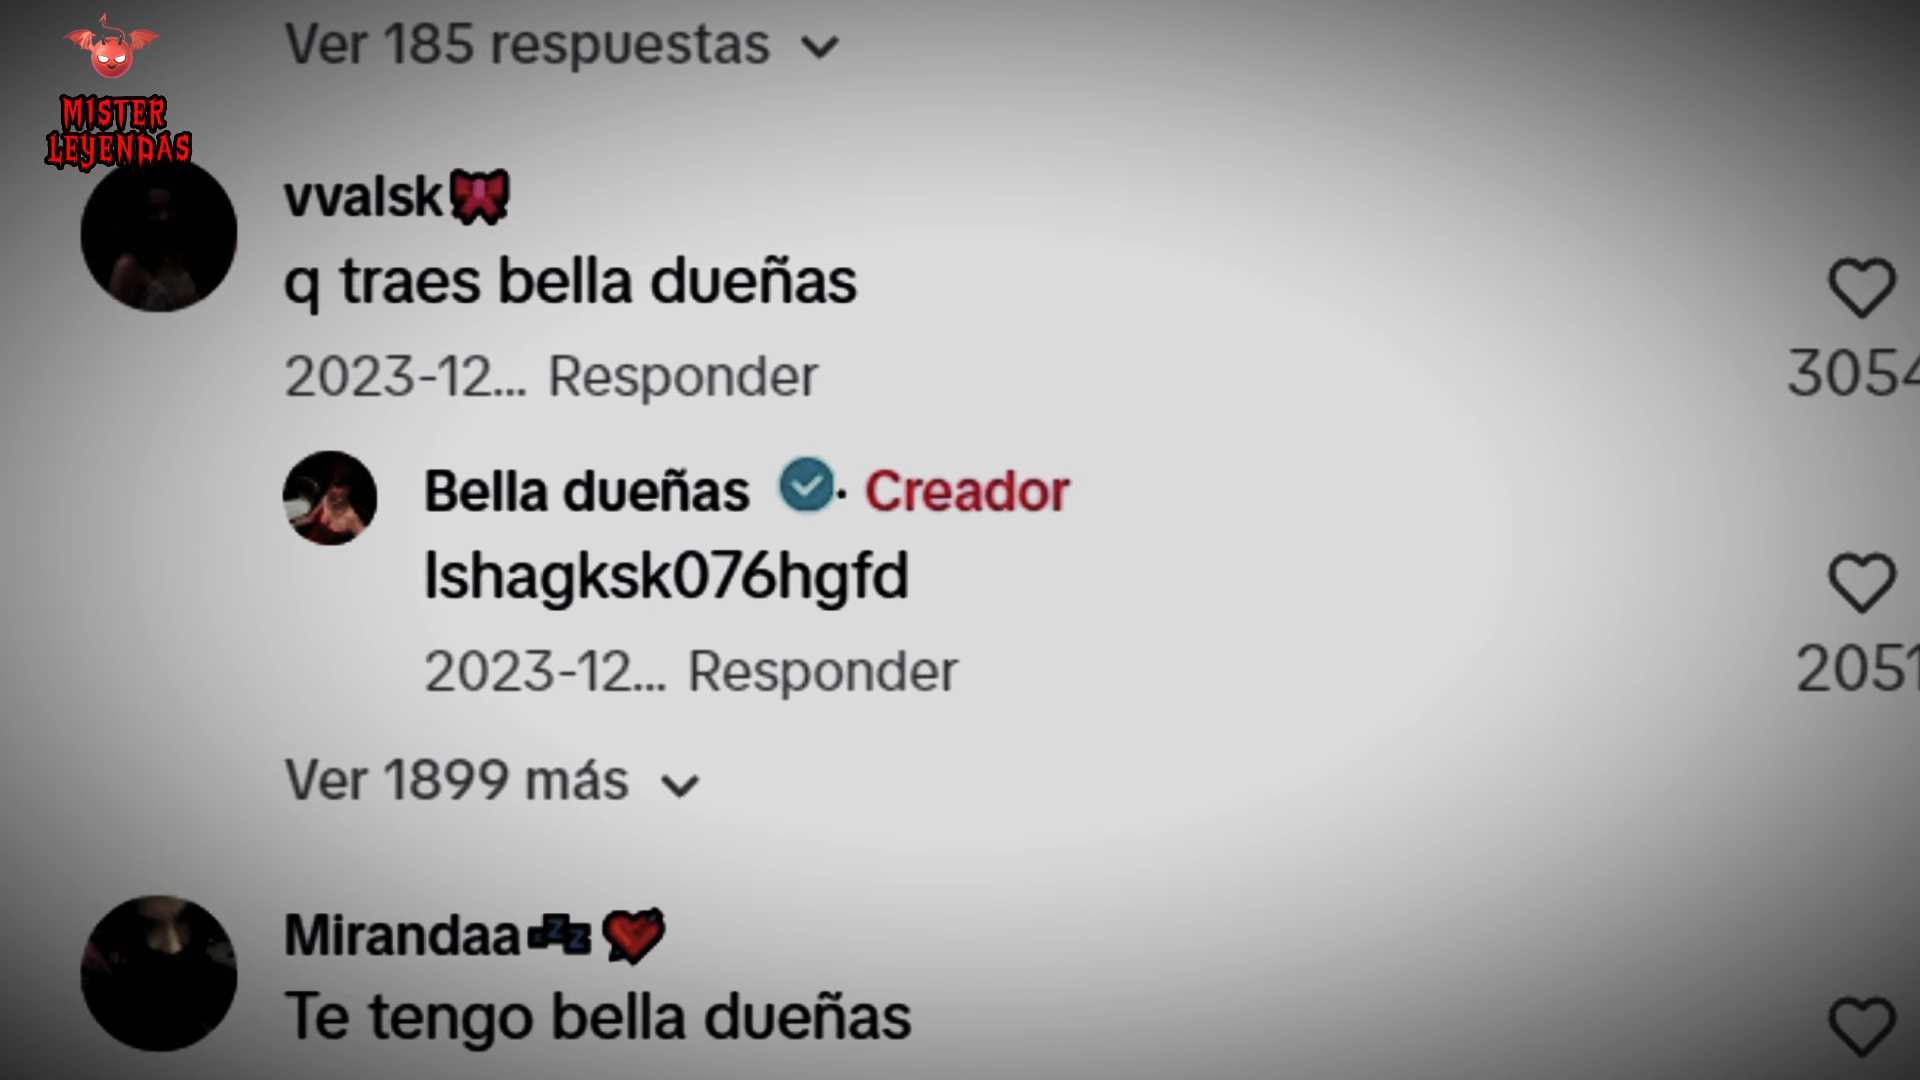 Ver 185 respuestas
MISTER
LEYENDAS
vvalsk🎀
q traes bella dueñas
2023-12... Responder
3054
Bella dueñas · Creador
lshagksk076hgfd
2023-12... Responder
2051
Ver 1899 más
Mirandaa💤💘
Te tengo bella dueñas